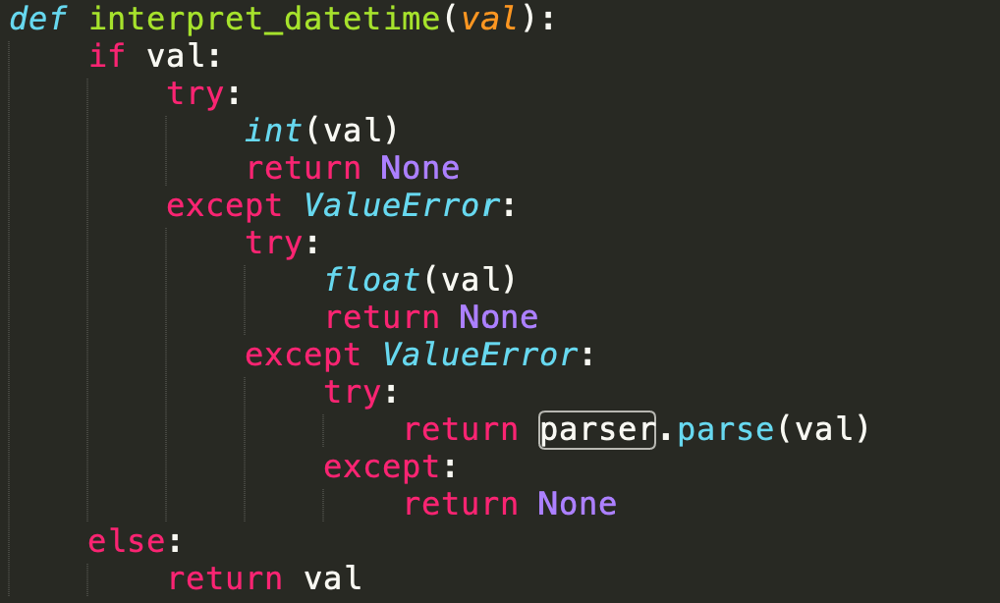 def interpret_datetime(val):
    if val:
        try:
            int(val)
            return None
        except ValueError:
            try:
                float(val)
                return None
            except ValueError:
                try:
                    return parser.parse(val)
                except:
                    return None
    else:
        return val